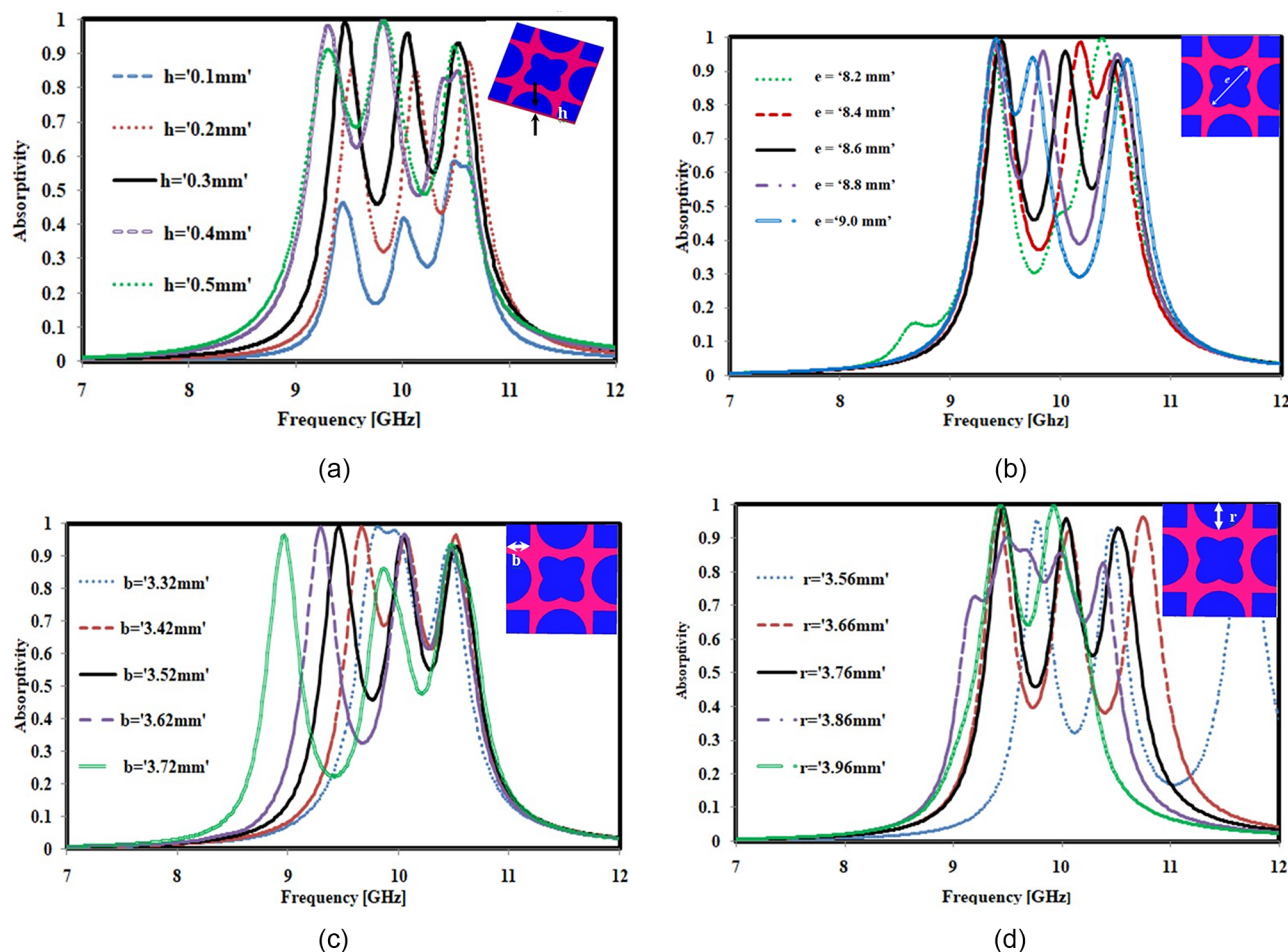 1
0.9
0.8
0.7
0.6
0.5
0.4
0.3
0.2
0.1
0
Absorptivity
h='0.1mm'
h='0.2mm'
h='0.3mm'
h='0.4mm'
h='0.5mm'
h
7
8
9
10
11
12
Frequency [GHz]
(a)
1
0.9
0.8
0.7
0.6
0.5
0.4
0.3
0.2
0.1
0
Absorptivity
e = ‘8.2 mm’
e = ‘8.4 mm’
e = ‘8.6 mm’
e = ‘8.8 mm’
e = ‘9.0 mm’
e
7
8
9
10
11
12
Frequency [Ghz]
(b)
1
0.9
0.8
0.7
0.6
0.5
0.4
0.3
0.2
0.1
0
Absorptivity
b='3.32mm'
b='3.42mm'
b='3.52mm'
b='3.62mm'
b='3.72mm'
b
7
8
9
10
11
12
Frequency [GHz]
(c)
1
0.9
0.8
0.7
0.6
0.5
0.4
0.3
0.2
0.1
0
Absorptivity
r='3.56mm'
r='3.66mm'
r='3.76mm'
r='3.86mm'
r='3.96mm'
r
7
8
9
10
11
12
Frequency [GHz]
(d)